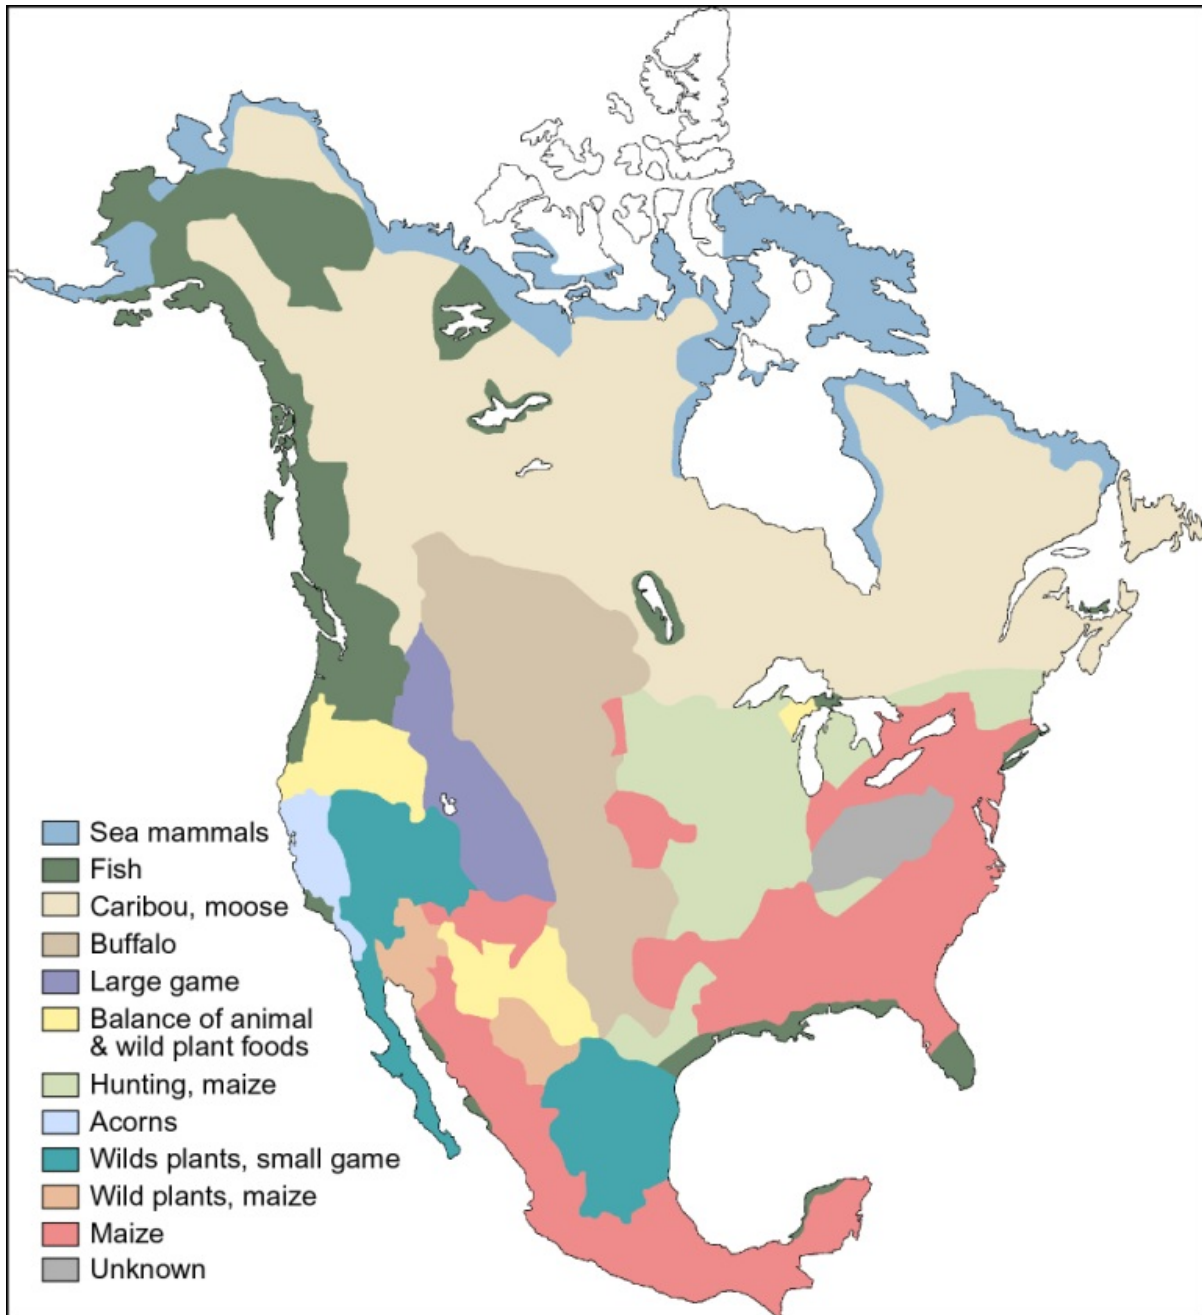 Sea mammals
Fish
Caribou, moose
Buffalo
Large game
Balance of animal
& wild plant foods
Hunting, maize
Acorns
Wilds plants, small game
Wild plants, maize
Maize
Unknown